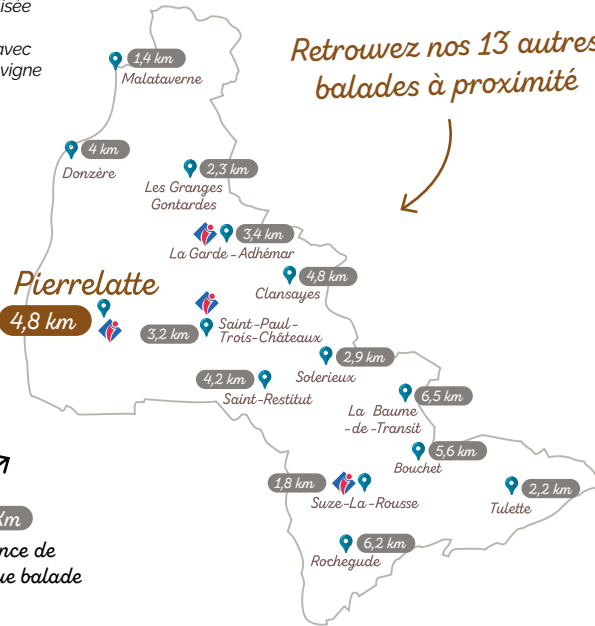 avec
vigne
Retrouvez nos 13 autres
balades à proximité
1,4 km
Malataverne
4 km
Donzère
2,3 km
Les Granges
Gontardes
3,4 km
La Garde-Adhémar
4,8 km
Clansayes
Pierrelatte
4,8 km
3,2 km
Saint-Paul-
Trois-Châteaux
2,9 km
Solerieux
4,2 km
Saint-Restitut
6,5 km
La Baume
-de-Transit
5,6 km
Bouchet
1,8 km
Suze-La-Rousse
2,2 km
Tulette
6,2 km
Rochegude
Km
de
balade